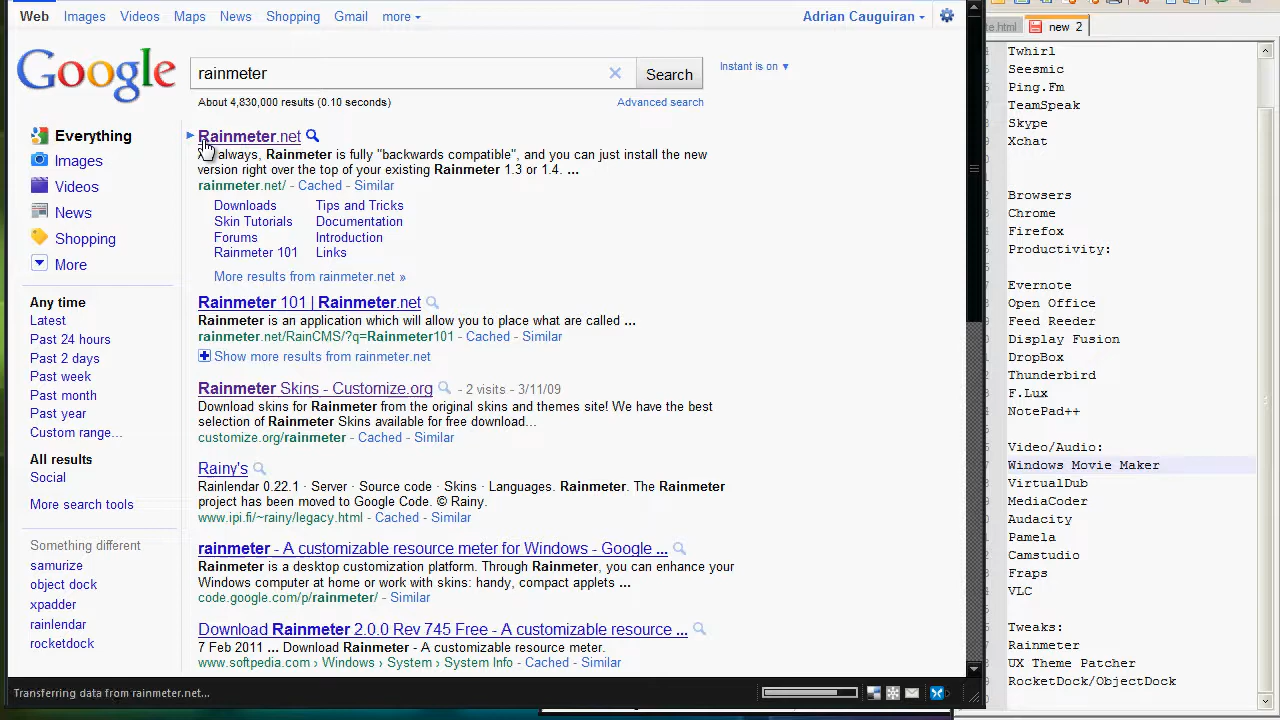 Web Images Videos Maps News Shopping Gmail more
Adrian Cauguiran
Google
rainmeter
Search
Instant is on
About 4,830,000 results (0.10 seconds)
Advanced search
Everything
Images
Videos
News
Shopping
More
Any time
Latest
Past 24 hours
Past 2 days
Past week
Past month
Past year
Custom range...
All results
Social
More search tools
Something different
samurize
object dock
xpadder
rainlendar
rocketdock
Rainmeter.net
always, Rainmeter is fully "backwards compatible", and you can just install the new
version right over the top of your existing Rainmeter 1.3 or 1.4. ...
rainmeter.net/ - Cached - Similar
Downloads Tips and Tricks
Skin Tutorials Documentation
Forums Introduction
Rainmeter 101 Links
More results from rainmeter.net »
Rainmeter 101 | Rainmeter.net
Rainmeter is an application which will allow you to place what are called ...
rainmeter.net/RainCMS/?q=Rainmeter101 - Cached - Similar
Show more results from rainmeter.net
Rainmeter Skins - Customize.org - 2 visits - 3/11/09
Download skins for Rainmeter from the original skins and themes site! We have the best
selection of Rainmeter Skins available for free download...
customize.org/rainmeter - Cached - Similar
Rainy's
Rainlendar 0.22.1 · Server · Source code · Skins · Languages Rainmeter. The Rainmeter
project has been moved to Google Code. © Rainy.
www.ipi.fi/~rainy/legacy.html - Cached - Similar
rainmeter - A customizable resource meter for Windows - Google ...
rainmeter is a desktop customization platform. Through Rainmeter, you can enhance your
Windows computer at home or work with skins: handy, compact applets ...
code.google.com/p/rainmeter/ - Similar
Download Rainmeter 2.0.0 Rev 745 Free - A customizable resource ...
7 Feb 2011 ... Download Rainmeter - A customizable resource meter.
www.softpedia.com › Windows › System › System Info - Cached - Similar
Transferring data from rainmeter.net...
new 2
Twhirl
Seesmic
Ping.Fm
TeamSpeak
Skype
Xchat
Browsers
Chrome
Firefox
Productivity:
Evernote
Open Office
Feed Reeder
Display Fusion
DropBox
Thunderbird
F.Lux
NotePad++
Video/Audio:
Windows Movie Maker
VirtualDub
MediaCoder
Audacity
Pamela
Camstudio
Fraps
VLC
Tweaks:
Rainmeter
UX Theme Patcher
RocketDock/ObjectDock